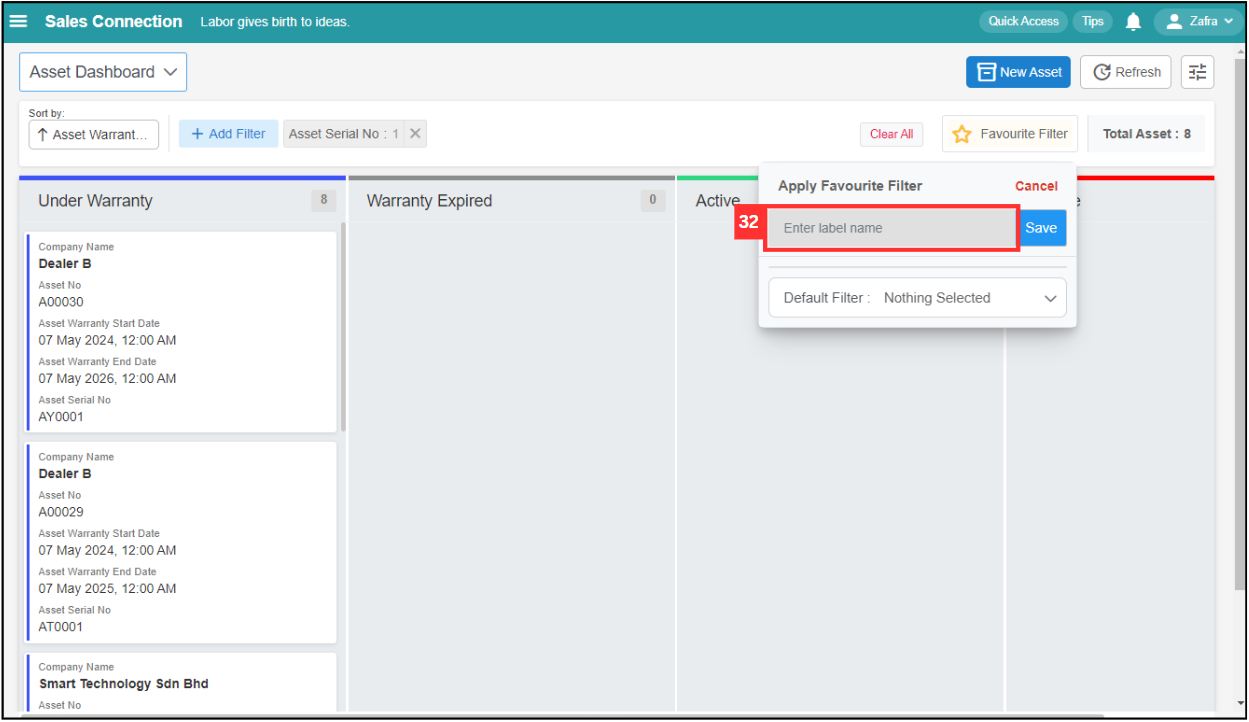 Sales Connection Labor gives birth to ideas. Quick Access Tips Zafra
Asset Dashboard New Asset Refresh
Sort by:
Asset Warrant... + Add Filter Asset Serial No : 1 Clear All Favourite Filter Total Asset : 8
Under Warranty 8 Warranty Expired 0 Active
Apply Favourite Filter Cancel
32 Enter label name Save
Default Filter : Nothing Selected
Company Name
Dealer B
Asset No
A00030
Asset Warranty Start Date
07 May 2024, 12:00 AM
Asset Warranty End Date
07 May 2026, 12:00 AM
Asset Serial No
AY0001
Company Name
Dealer B
Asset No
A00029
Asset Warranty Start Date
07 May 2024, 12:00 AM
Asset Warranty End Date
07 May 2025, 12:00 AM
Asset Serial No
AT0001
Company Name
Smart Technology Sdn Bhd
Asset No